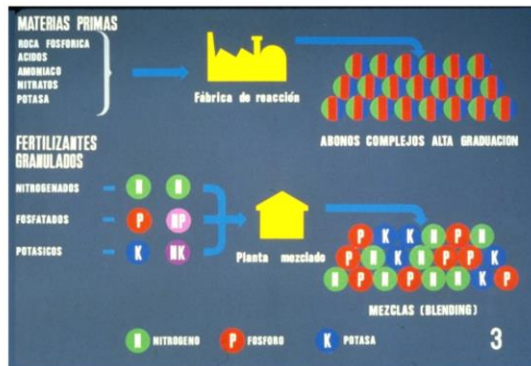 MATERIAS PRIMAS
ROCA FOSFORICA
ACIDOS
AMONIACO
NITRATOS
POTASA
Fábrica de reacción
ABONOS COMPLEJOS ALTA GRADUACION
FERTILIZANTES
GRANULADOS
NITROGENADOS
N N
FOSFATADOS
P NP
POTASICOS
K NK
Planta mezclado
P K K N P N
P N K N P P K
N P N P N N K P
MEZCLAS (BLENDING)
N NITROGENO P FOSFORO K POTASA
3